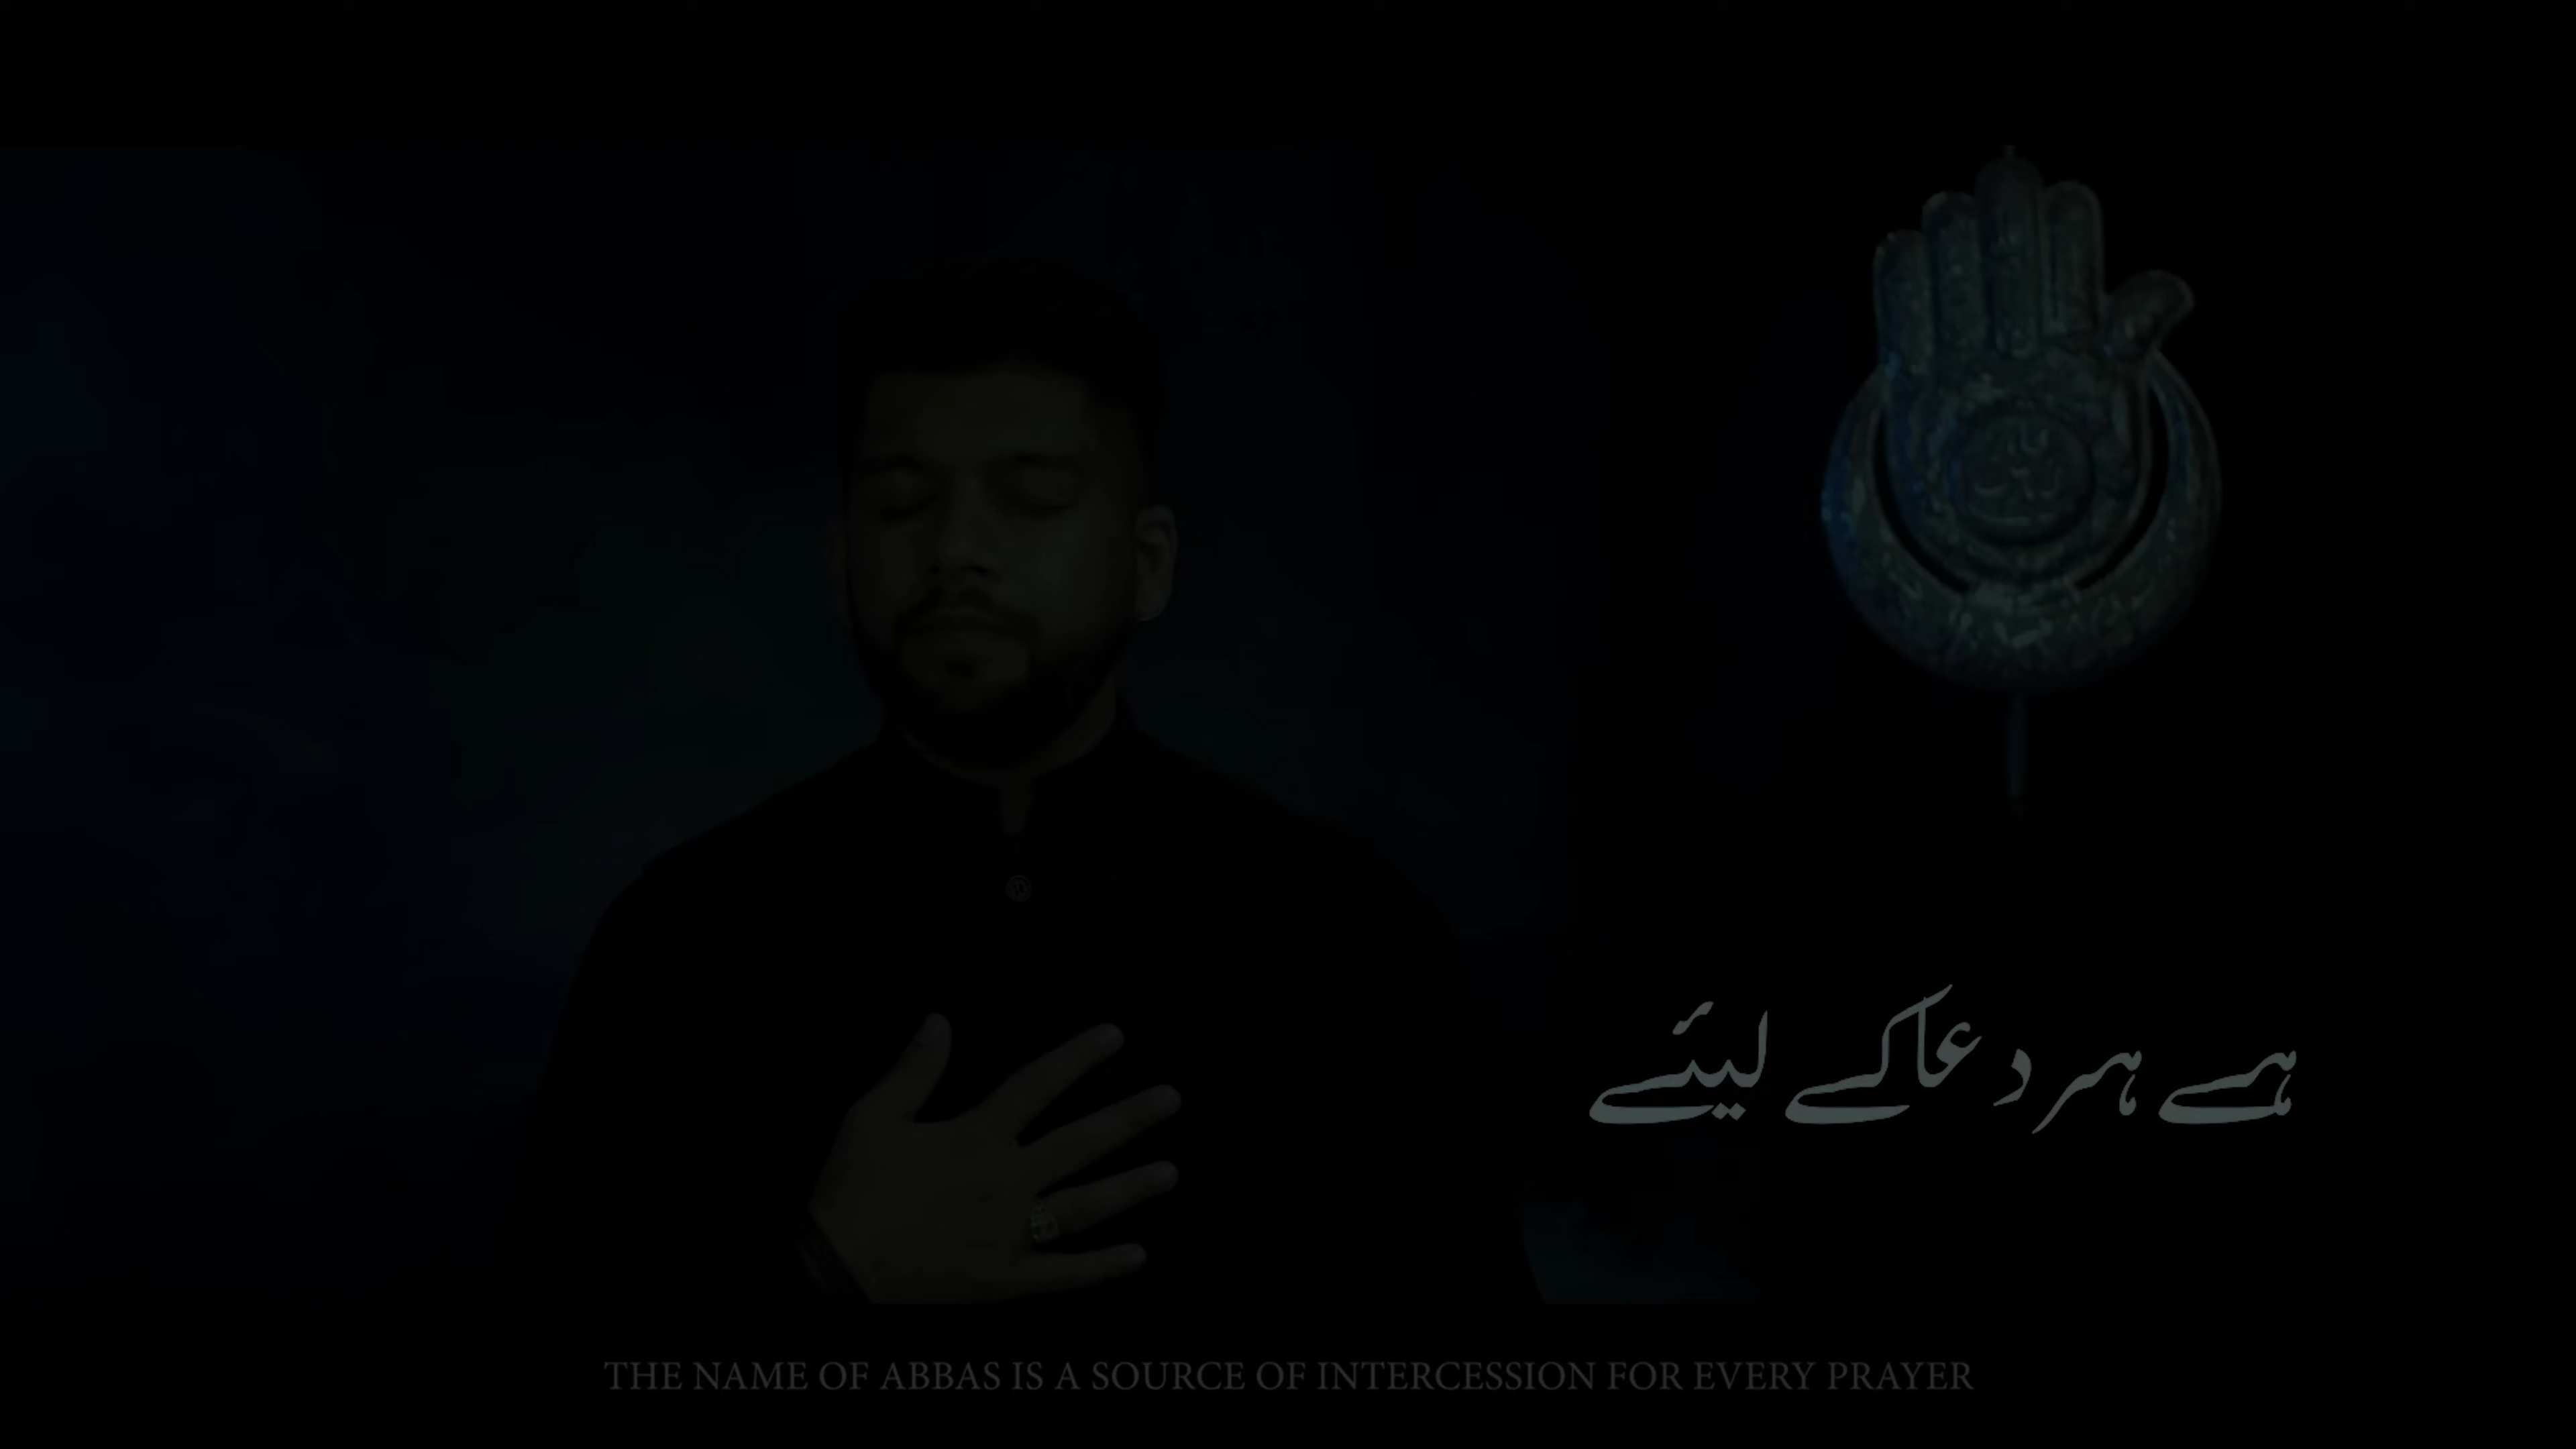 ہے ہر دعا کے لیئے
THE NAME OF ABBAS IS A SOURCE OF INTERCESSION FOR EVERY PRAYER